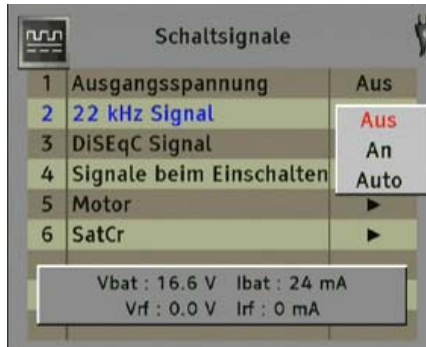 Schaltsignale
1 Ausgangsspannung Aus
2 22 kHz Signal Aus
3 DiSEqC Signal An
4 Signale beim Einschalten Auto
5 Motor ►
6 SatCr ►
Vbat : 16.6 V Ibat : 24 mA
Vrf : 0.0 V Irf : 0 mA